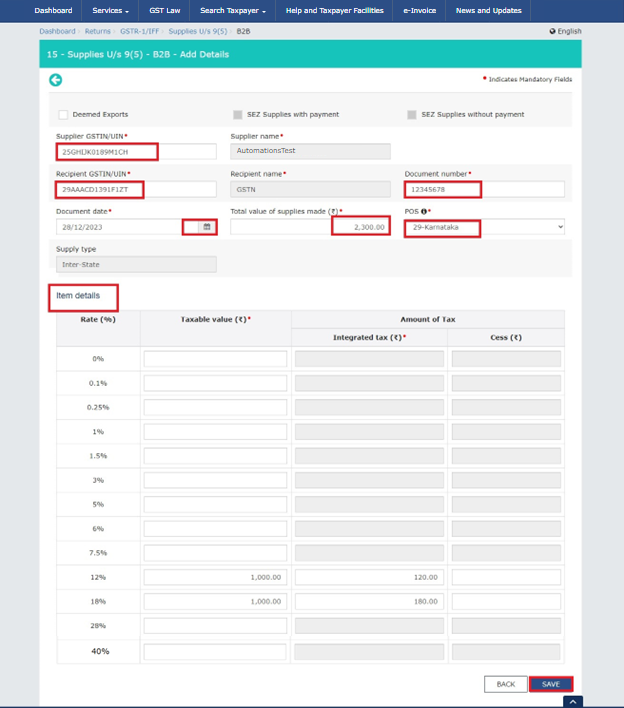 Dashboard Services GST Law Search Taxpayer Help and Taxpayer Facilities e-Invoice News and Updates
Dashboard Returns GSTR-1/IFF Supplies U/s 9(5) B2B English
15 - Supplies U/s 9(5) - B2B - Add Details
• Indicates Mandatory Fields
Deemed Exports SEZ Supplies with payment SEZ Supplies without payment
Supplier GSTIN/UIN• Supplier name•
25GHIJK0189M1CH AutomationsTest
Recipient GSTIN/UIN• Recipient name• Document number•
29AAACD1391F1ZT GSTN 12345678
Document date• Total value of supplies made (₹)• POS •
28/12/2023 2,300.00 29-Karnataka
Supply type
Inter-State
Item details
Rate (%) Taxable value (₹)• Amount of Tax
Integrated tax (₹)• Cess (₹)
0%
0.1%
0.25%
1%
1.5%
3%
5%
6%
7.5%
12% 1,000.00 120.00
18% 1,000.00 180.00
28%
40%
BACK SAVE